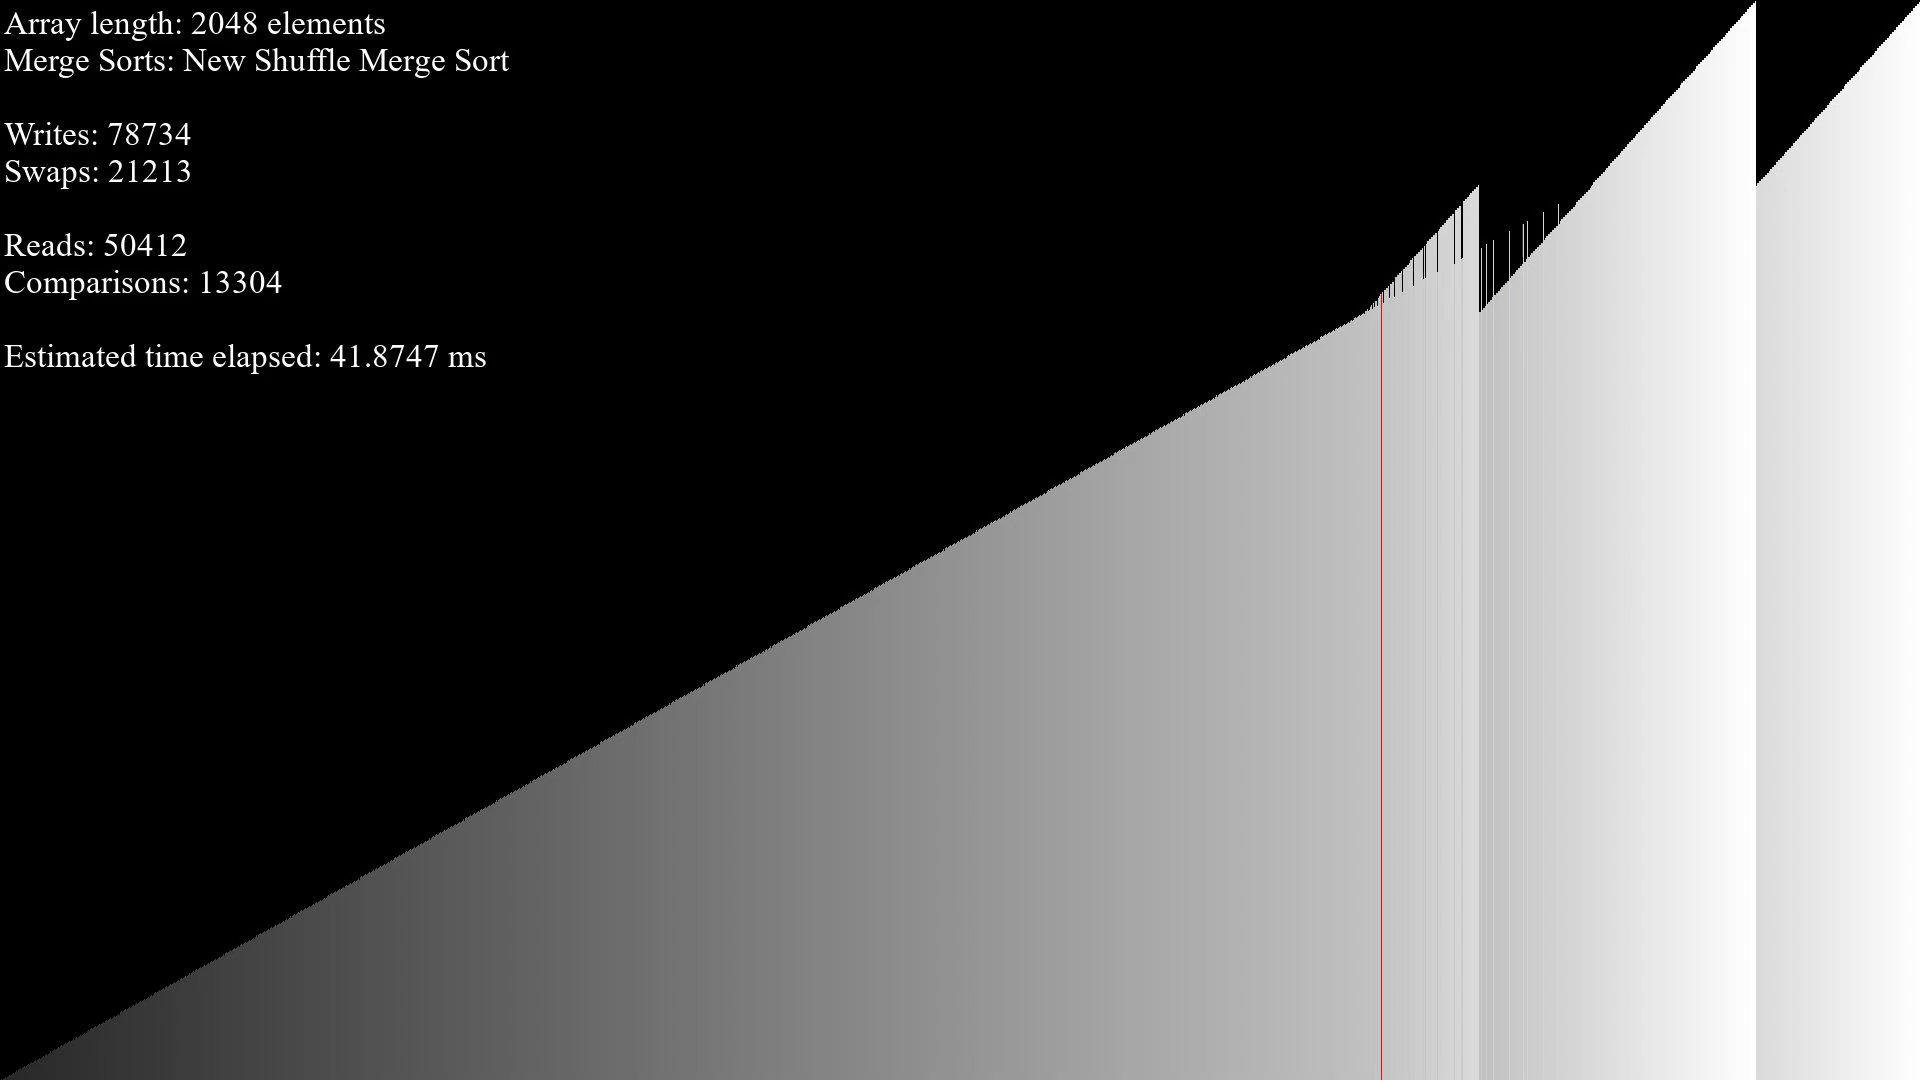 Array length: 2048 elements
Merge Sorts: New Shuffle Merge Sort
Writes: 78734
Swaps: 21213
Reads: 50412
Comparisons: 13304
Estimated time elapsed: 41.8747 ms